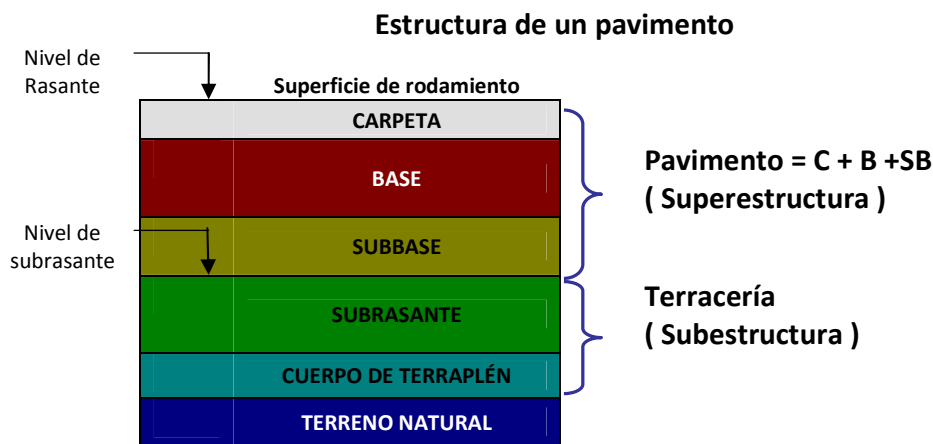 Estructura de un pavimento
Nivel de
Rasante
Superficie de rodamiento
CARPETA
BASE
Pavimento = C + B +SB
( Superestructura )
Nivel de
subrasante
SUBBASE
SUBRASANTE
Terracería
( Subestructura )
CUERPO DE TERRAPLÉN
TERRENO NATURAL